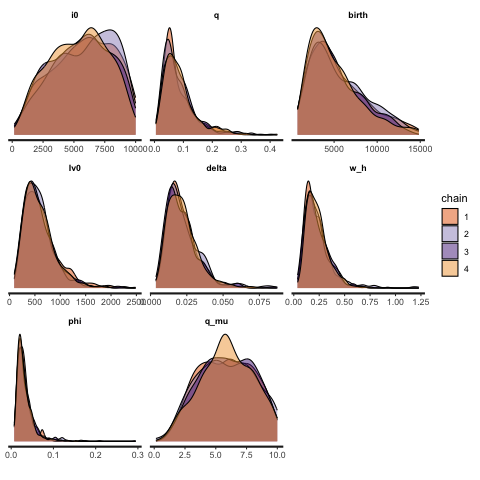 i0 q birth
0 2500 5000 7500 10000 0.0 0.1 0.2 0.3 0.4 5000 10000 15000
lv0 delta w_h
0 500 1000 1500 2000 2500 0.000 0.025 0.050 0.075 0.00 0.25 0.50 0.75 1.00 1.25
chain
1
2
3
4
phi q_mu
0.0 0.1 0.2 0.3 0.0 2.5 5.0 7.5 10.0